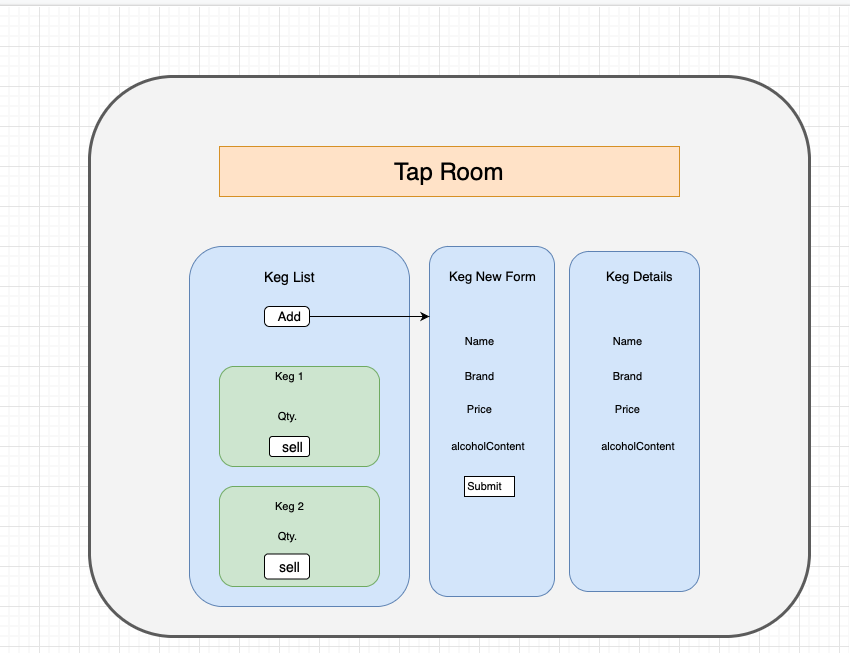 Tap Room
Keg List
Add
Keg 1
Qty.
sell
Keg 2
Qty.
sell
Keg New Form
Name
Brand
Price
alcoholContent
Submit
Keg Details
Name
Brand
Price
alcoholContent